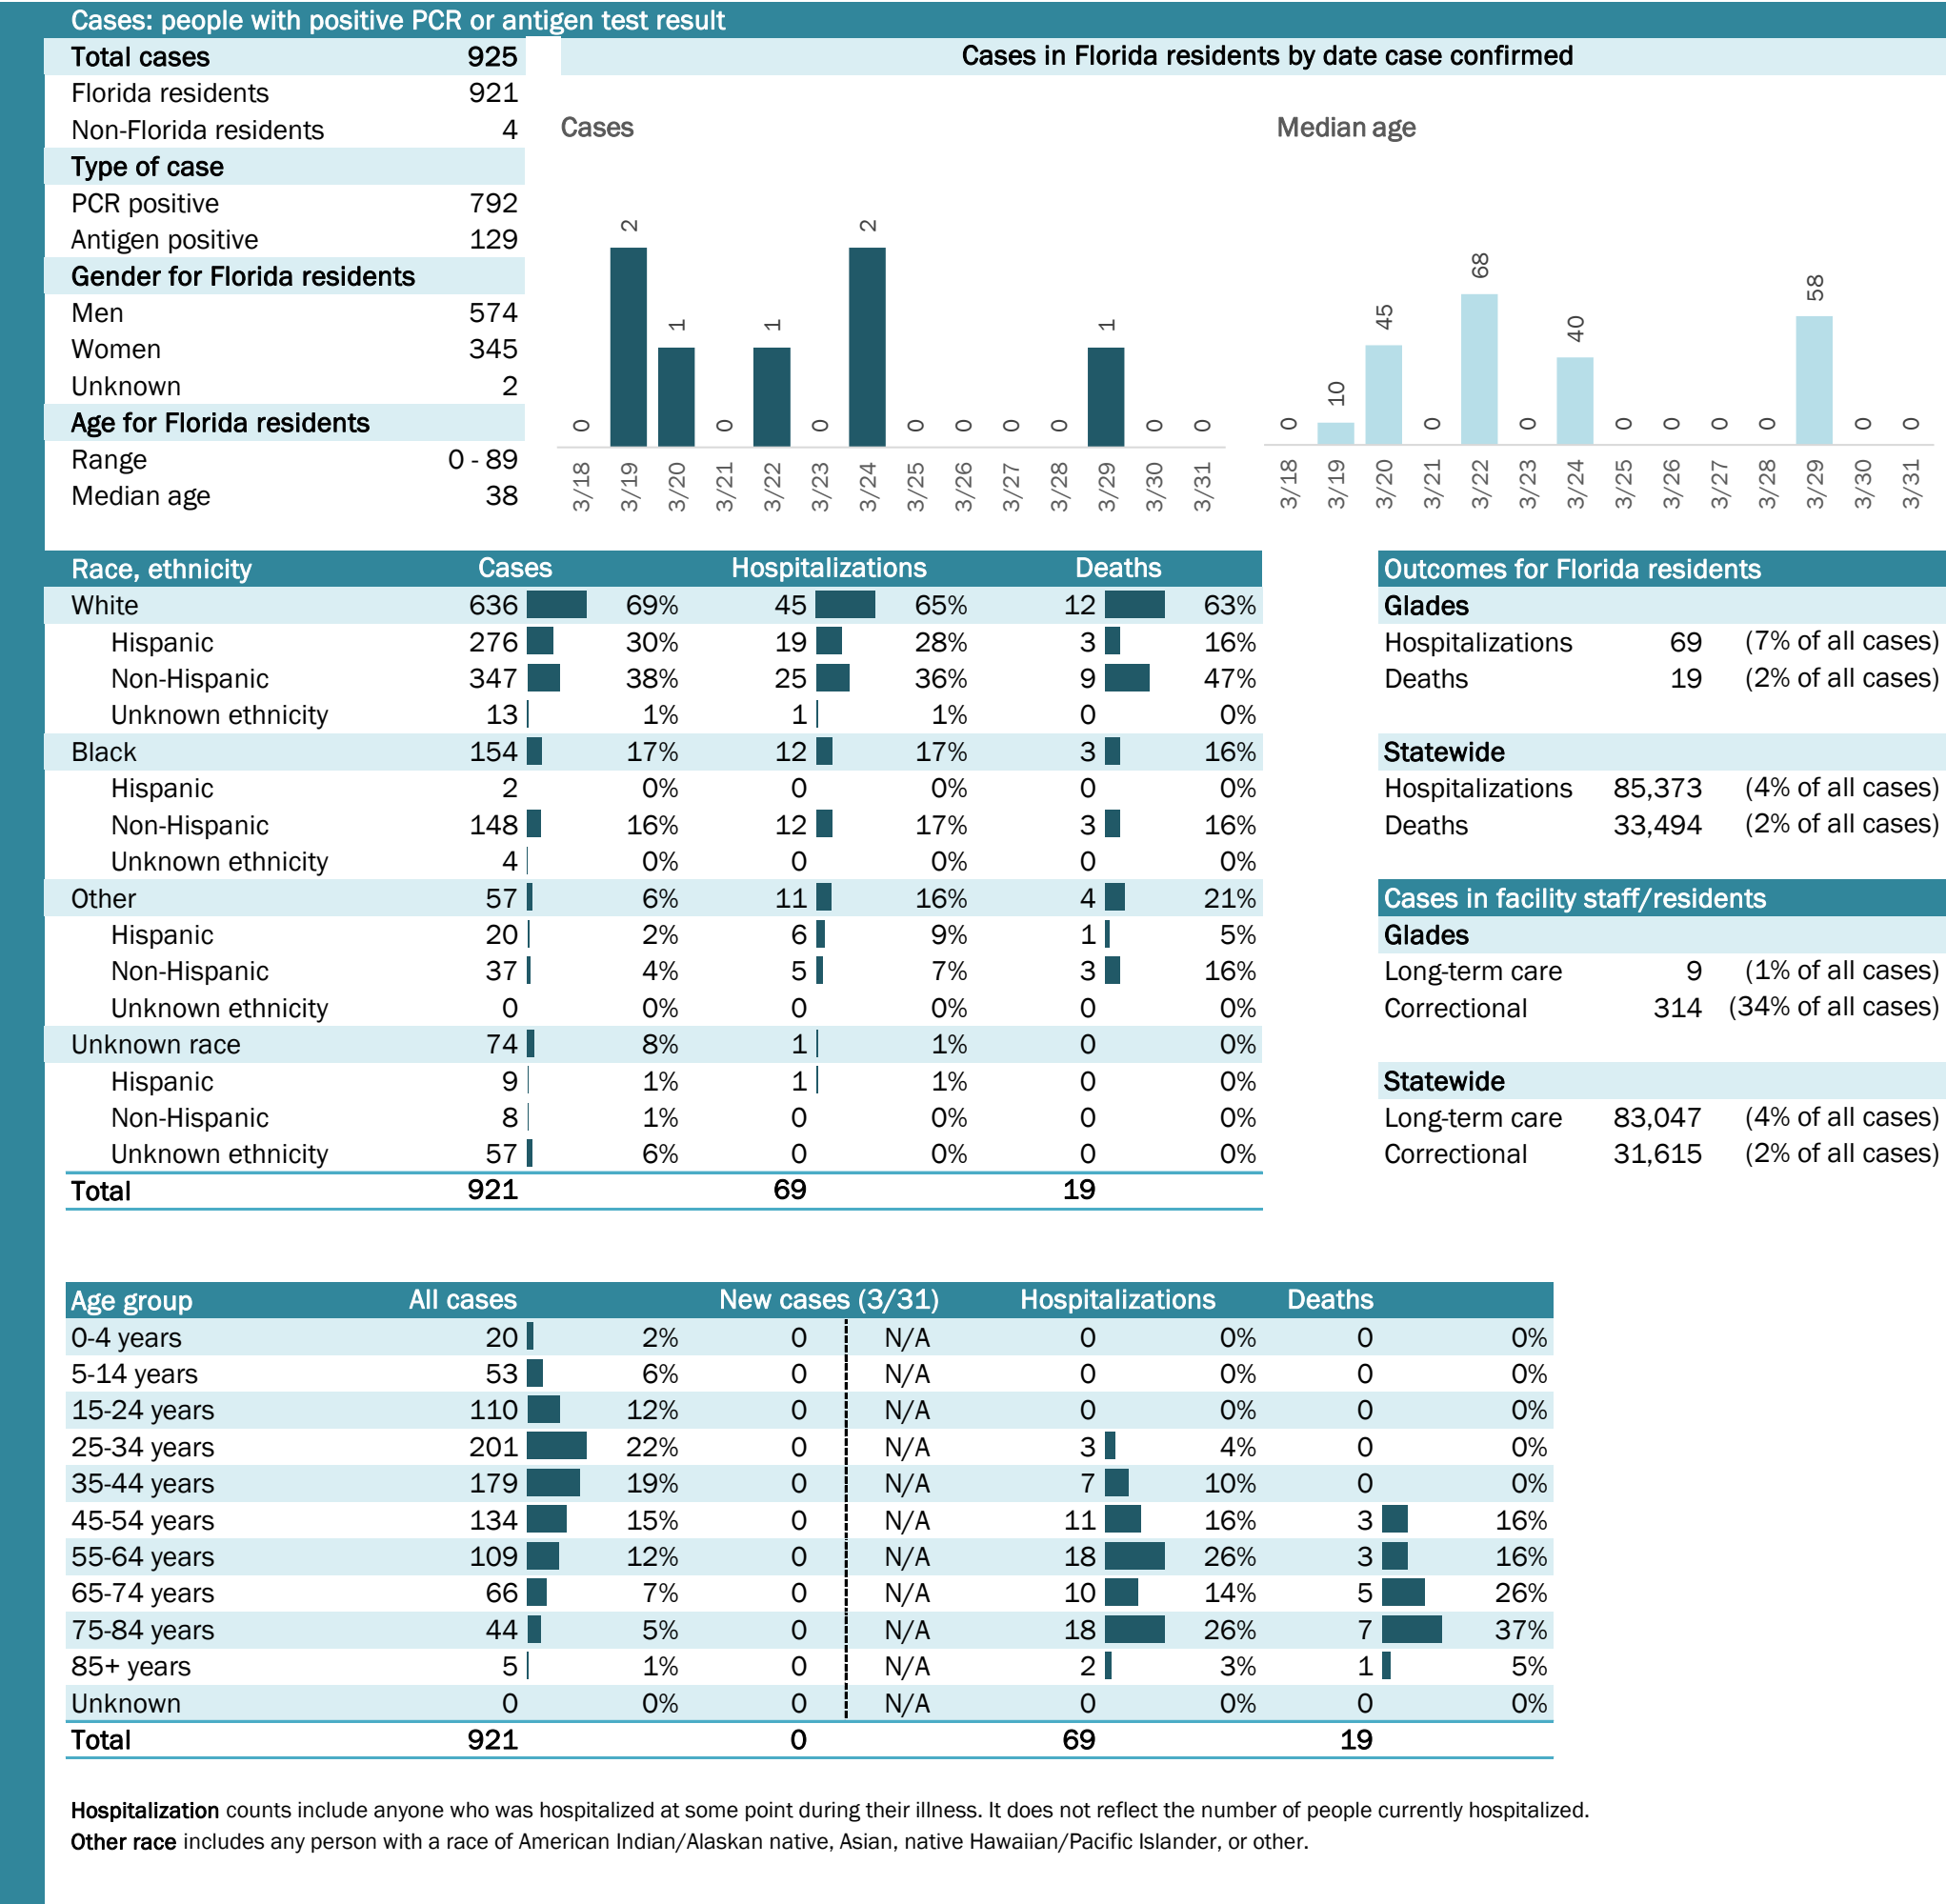 Cases: people with positive PCR or antigen test result
Total cases 925
Florida residents 921
Non-Florida residents 4
Type of case
PCR positive 792
Antigen positive 129
Gender for Florida residents
Men 574
Women 345
Unknown 2
Age for Florida residents
Range 0 - 89
Median age 38
Cases in Florida residents by date case confirmed
Cases
0 2 1 0 1 0 2 0 0 0 0 1 0 0
3/18 3/19 3/20 3/21 3/22 3/23 3/24 3/25 3/26 3/27 3/28 3/29 3/30 3/31
Median age
0 10 45 0 68 0 40 0 0 0 0 58 0 0
3/18 3/19 3/20 3/21 3/22 3/23 3/24 3/25 3/26 3/27 3/28 3/29 3/30 3/31
Race, ethnicity Cases Hospitalizations Deaths
White 636 69% 45 65% 12 63%
Hispanic 276 30% 19 28% 3 16%
Non-Hispanic 347 38% 25 36% 9 47%
Unknown ethnicity 13 1% 1 1% 0 0%
Black 154 17% 12 17% 3 16%
Hispanic 2 0% 0 0% 0 0%
Non-Hispanic 148 16% 12 17% 3 16%
Unknown ethnicity 4 0% 0 0% 0 0%
Other 57 6% 11 16% 4 21%
Hispanic 20 2% 6 9% 1 5%
Non-Hispanic 37 4% 5 7% 3 16%
Unknown ethnicity 0 0% 0 0% 0 0%
Unknown race 74 8% 1 1% 0 0%
Hispanic 9 1% 1 1% 0 0%
Non-Hispanic 8 1% 0 0% 0 0%
Unknown ethnicity 57 6% 0 0% 0 0%
Total 921 69 19
Outcomes for Florida residents
Glades
Hospitalizations 69 (7% of all cases)
Deaths 19 (2% of all cases)
Statewide
Hospitalizations 85,373 (4% of all cases)
Deaths 33,494 (2% of all cases)
Cases in facility staff/residents
Glades
Long-term care 9 (1% of all cases)
Correctional 314 (34% of all cases)
Statewide
Long-term care 83,047 (4% of all cases)
Correctional 31,615 (2% of all cases)
Age group All cases New cases (3/31) Hospitalizations Deaths
0-4 years 20 2% 0 N/A 0 0% 0 0%
5-14 years 53 6% 0 N/A 0 0% 0 0%
15-24 years 110 12% 0 N/A 0 0% 0 0%
25-34 years 201 22% 0 N/A 3 4% 0 0%
35-44 years 179 19% 0 N/A 7 10% 0 0%
45-54 years 134 15% 0 N/A 11 16% 3 16%
55-64 years 109 12% 0 N/A 18 26% 3 16%
65-74 years 66 7% 0 N/A 10 14% 5 26%
75-84 years 44 5% 0 N/A 18 26% 7 37%
85+ years 5 1% 0 N/A 2 3% 1 5%
Unknown 0 0% 0 N/A 0 0% 0 0%
Total 921 0 69 19
Hospitalization counts include anyone who was hospitalized at some point during their illness. It does not reflect the number of people currently hospitalized.
Other race includes any person with a race of American Indian/Alaskan native, Asian, native Hawaiian/Pacific Islander, or other.